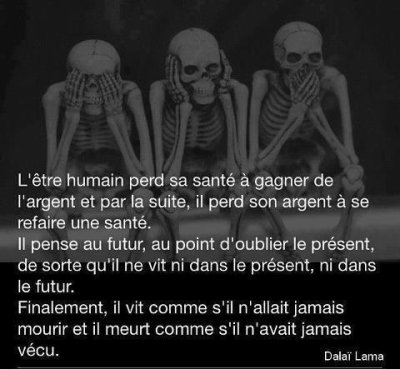 L'être humain perd sa santé à gagner de
l'argent et par la suite, il perd son argent à se
refaire une santé.
Il pense au futur, au point d'oublier le présent,
de sorte qu'il ne vit ni dans le présent, ni dans
le futur.
Finalement, il vit comme s'il n'allait jamais
mourir et il meurt comme s'il n'avait jamais
vécu.
Dalaï Lama